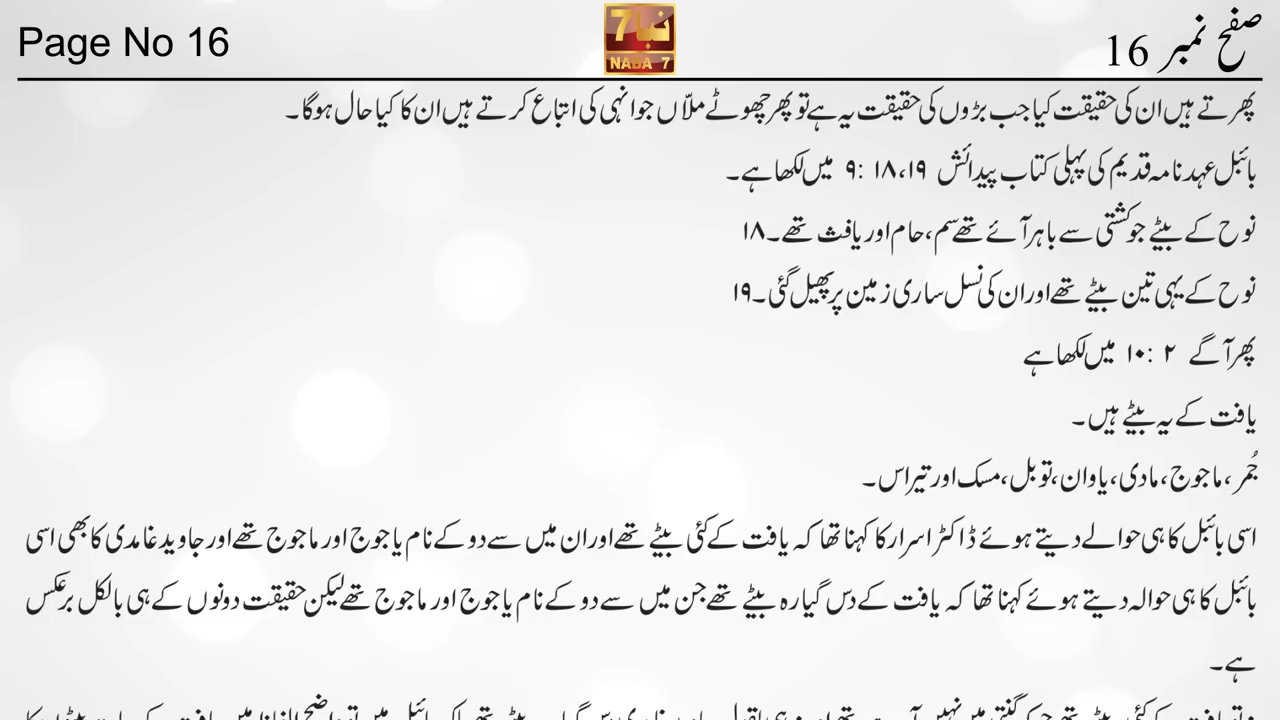 Page No 16
نبا 7
NABA 7
صفح نمبر 16
پھرتے ہیں ان کی حقیقت کیا جب بڑوں کی حقیقت یہ ہے تو پھر چھوٹے ملاّں جو انہی کی اتباع کرتے ہیں ان کا کیا حال ہوگا۔
بائبل عہد نامہ قدیم کی پہلی کتاب پیدائش ۱۸،۱۹ :۹ میں لکھا ہے۔
نوح کے بیٹے جو کشتی سے باہر آئے تھے سم، حام اور یافث تھے۔۱۸
نوح کے یہی تین بیٹے تھے اور ان کی نسل ساری زمین پر پھیل گئی۔۱۹
پھر آگے ۲ :۱۰ میں لکھا ہے
یافت کے یہ بیٹے ہیں۔
جُمر، ماجوج، مادی، یاوان، توبل، مسک اور تیراس۔
اسی بائبل کا ہی حوالے دیتے ہوئے ڈاکٹر اسرار کا کہنا تھا کہ یافت کے کئی بیٹے تھے اور ان میں سے دو کے نام یاجوج اور ماجوج تھے اور جاوید غامدی کا بھی اسی
بائبل کا ہی حوالہ دیتے ہوئے کہنا تھا کہ یافت کے دس گیارہ بیٹے تھے جن میں سے دو کے نام یاجوج اور ماجوج تھے لیکن حقیقت دونوں کے ہی بالکل برعکس
ہے۔